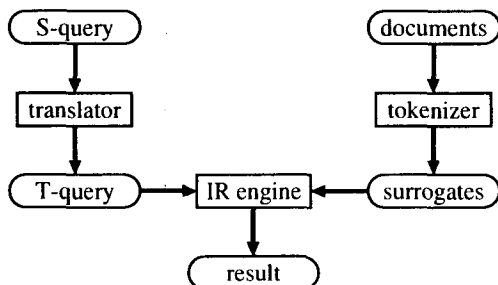 S-query
documents
translator
tokenizer
T-query
IR engine
surrogates
result